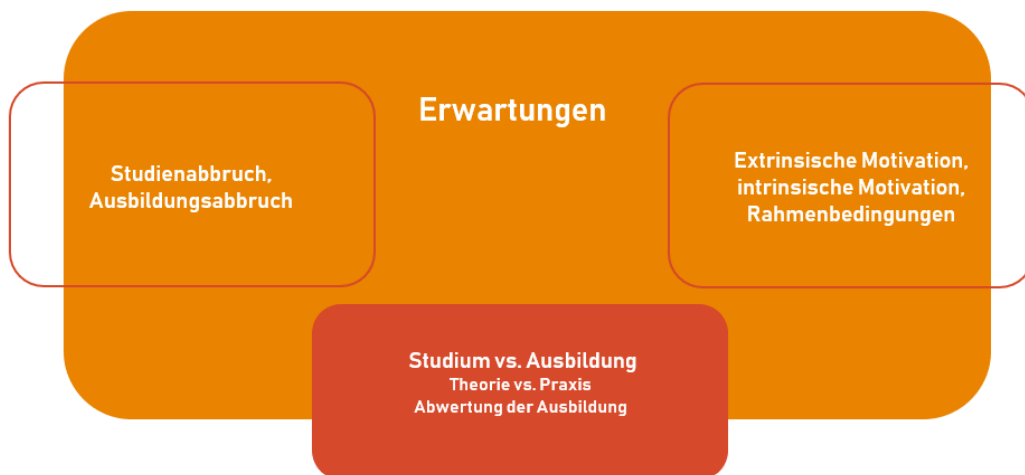 Erwartungen
Studienabbruch,
Ausbildungsabbruch
Extrinsische Motivation,
intrinsische Motivation,
Rahmenbedingungen
Studium vs. Ausbildung
Theorie vs. Praxis
Abwertung der Ausbildung